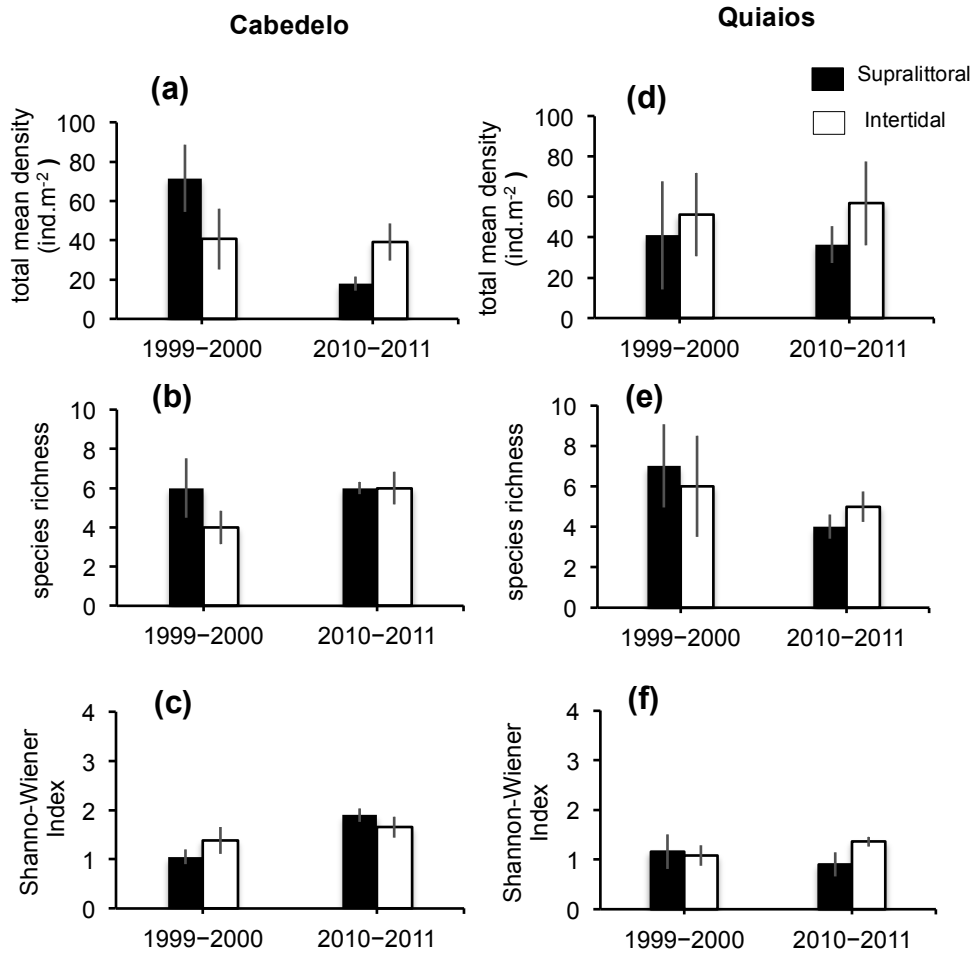 Cabedelo
Quiaios
Supralittoral
Intertidal
(a)
total mean density
(ind.m-2 )
100
80
60
40
20
0
1999−2000
2010−2011
(d)
total mean density
(ind.m-2 )
100
80
60
40
20
0
1999−2000
2010−2011
(b)
species richness
10
8
6
4
2
0
1999−2000
2010−2011
(e)
species richness
10
8
6
4
2
0
1999−2000
2010−2011
(c)
Shanno-Wiener
Index
4
3
2
1
0
1999−2000
2010−2011
(f)
Shannon-Wiener
Index
4
3
2
1
0
1999−2000
2010−2011